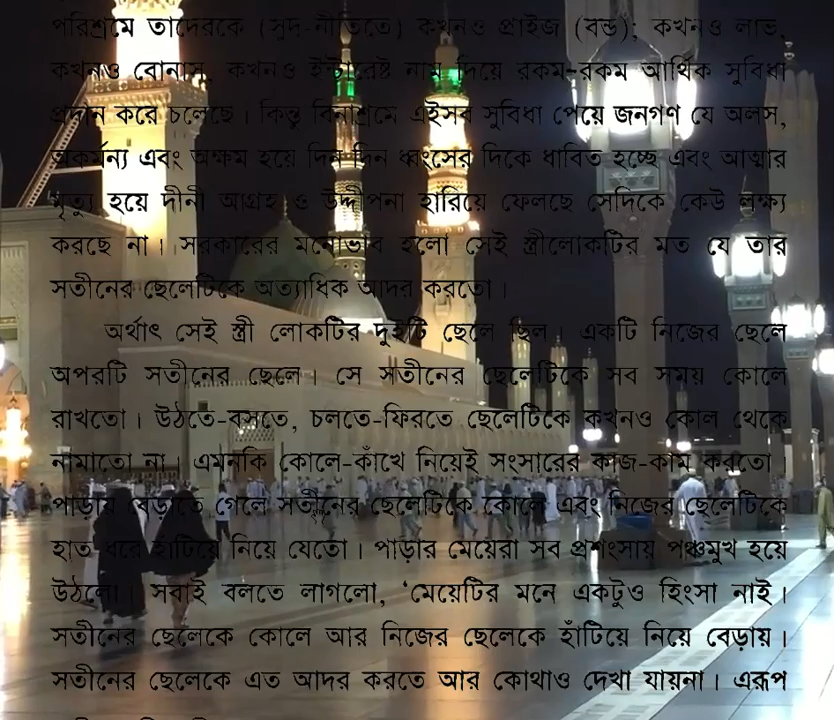 পরিশ্রমে তাদেরকে (সুদ-নীতিতে) কখনও প্রাইজ (বন্ড); কখনও লাভ,
কখনও বোনাস, কখনও ইন্টারেষ্ট নাম দিয়ে রকম-রকম আর্থিক সুবিধা
প্রদান করে চলেছে। কিন্তু বিনাশ্রমে এইসব সুবিধা পেয়ে জনগণ যে অলস,
অকর্মন্য এবং অক্ষম হয়ে দিন দিন ধ্বংসের দিকে ধাবিত হচ্ছে এবং আত্মার
মৃত্যু হয়ে দীনী আগ্রহ ও উদ্দীপনা হারিয়ে ফেলছে সেদিকে কেউ লক্ষ্য
করছে না। সরকারের মনোভাব হলো সেই স্ত্রীলোকটির মত যে তার
সতীনের ছেলেটিকে অত্যাধিক আদর করতো।
অর্থাৎ সেই স্ত্রী লোকটির দুইটি ছেলে ছিল। একটি নিজের ছেলে
অপরটি সতীনের ছেলে। সে সতীনের ছেলেটিকে সব সময় কোলে
রাখতো। উঠতে-বসতে, চলতে-ফিরতে ছেলেটিকে কখনও কোল থেকে
নামাতো না। এমনকি কোলে-কাঁখে নিয়েই সংসারের কাজ-কাম করতো।
পাড়ায় বেড়াতে গেলে সতীনের ছেলেটিকে কোলে এবং নিজের ছেলেটিকে
হাত ধরে হাঁটিয়ে নিয়ে যেতো। পাড়ার মেয়েরা সব প্রশংসায় পঞ্চমুখ হয়ে
উঠলো। সবাই বলতে লাগলো, ‘মেয়েটির মনে একটুও হিংসা নাই।
সতীনের ছেলেকে কোলে আর নিজের ছেলেকে হাঁটিয়ে নিয়ে বেড়ায়।
সতীনের ছেলেকে এত আদর করতে আর কোথাও দেখা যায়না। এরূপ